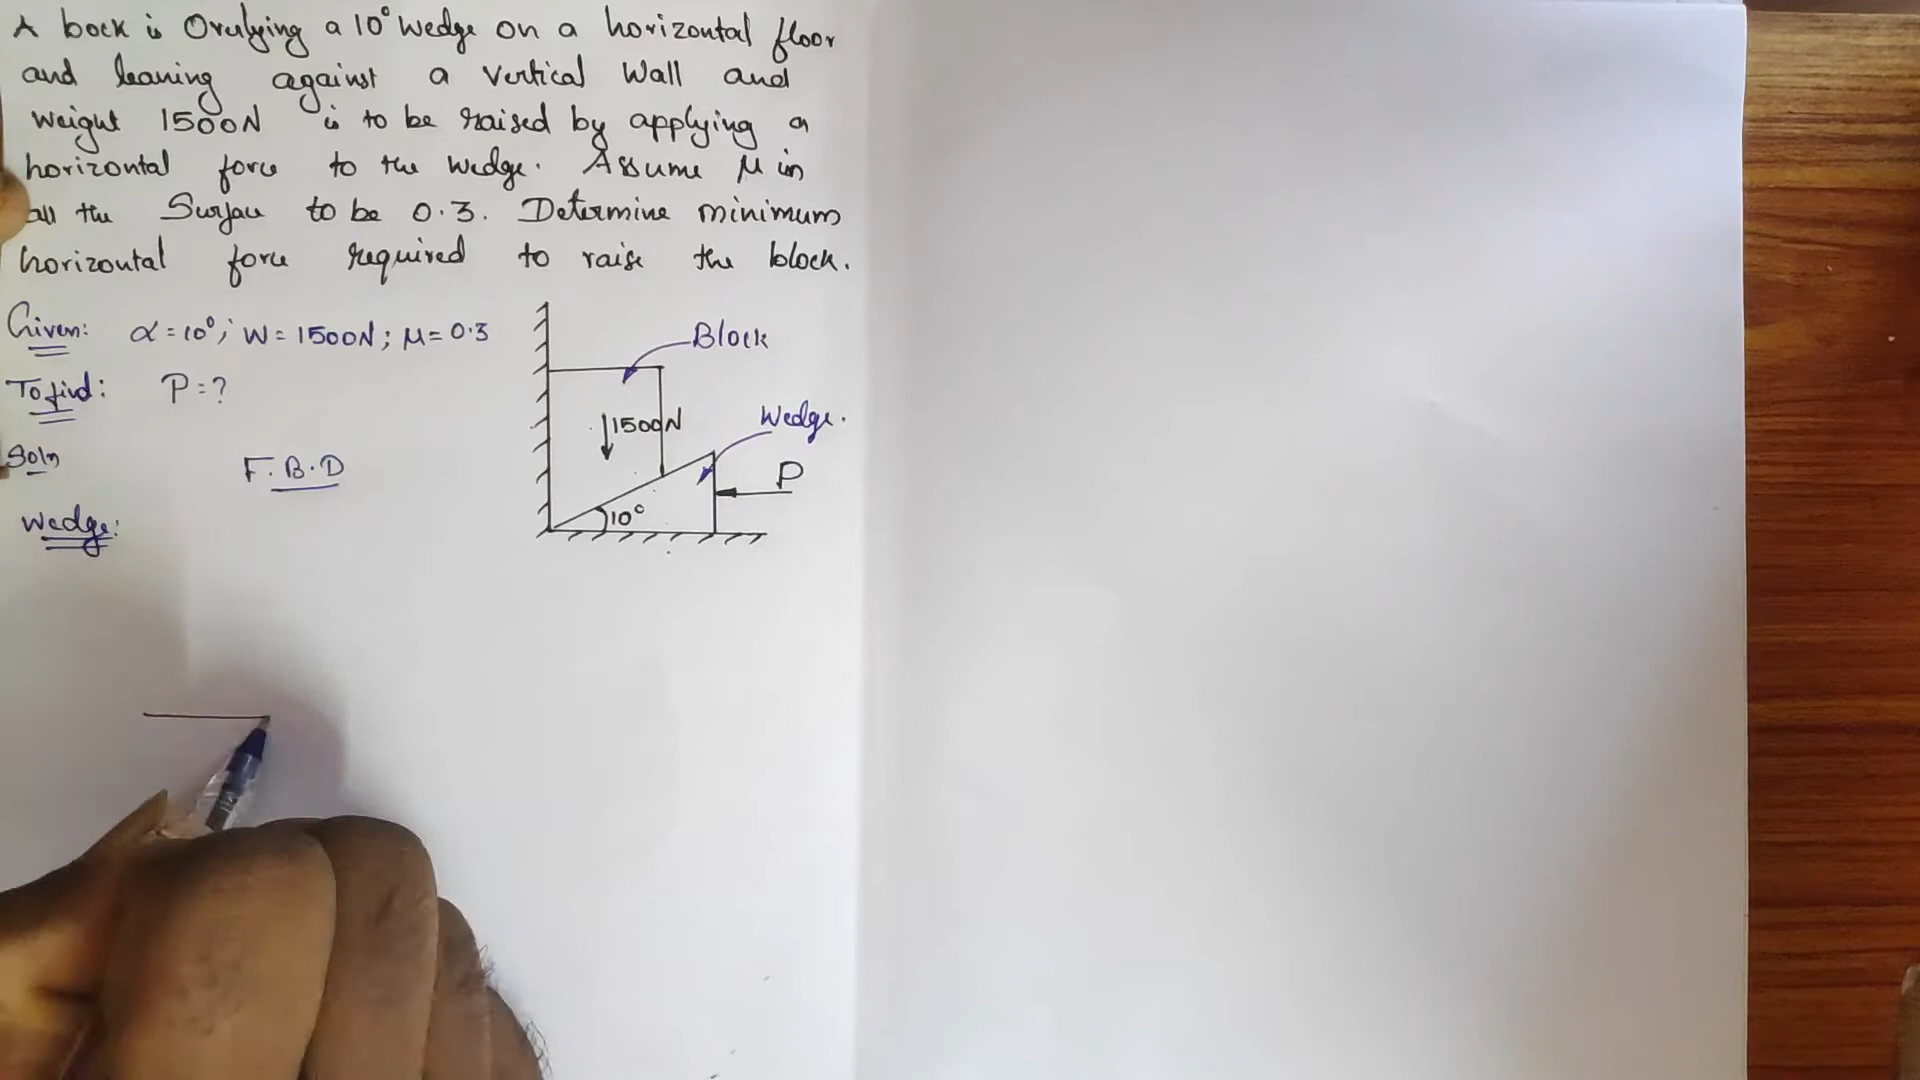 A bock is Overlying a 10° wedge on a horizontal floor
and leaning against a vertical wall and
weight 1500N is to be raised by applying a
horizontal force to the wedge. Assume μ in
all the Surface to be 0.3. Determine minimum
horizontal force required to raise the block.
Given: α = 10°; W = 1500N; μ = 0.3
To find: P = ?
Soln
F.B.D
Wedge:
Block
1500N
Wedge.
P
10°